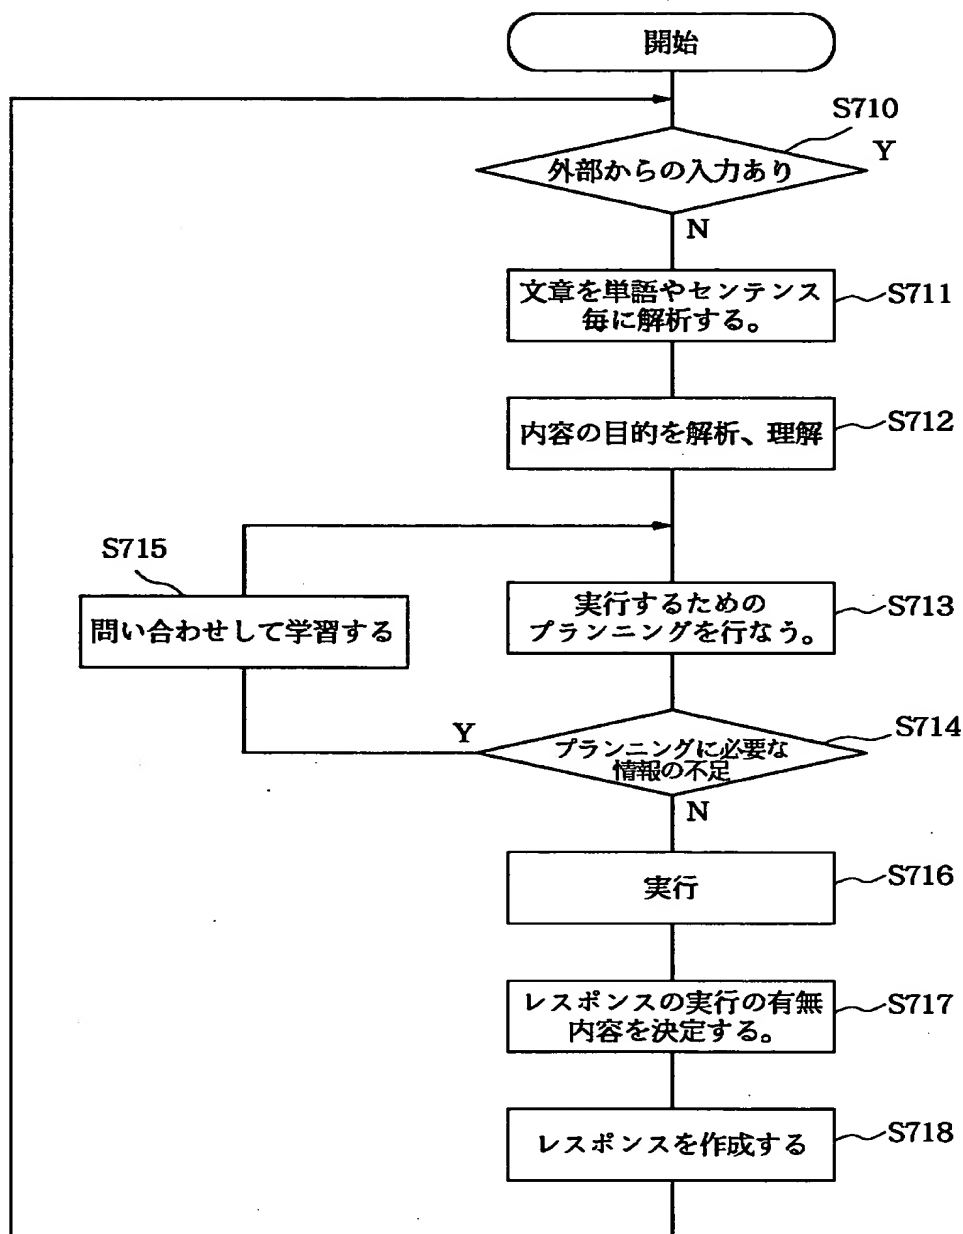 開始
S710
外部からの入力あり
Y
N
文章を単語やセンテンス
毎に解析する。
S711
内容の目的を解析、理解
S712
S715
問い合わせして学習する
実行するための
プランニングを行なう。
S713
Y
プランニングに必要な
情報の不足
S714
N
実行
S716
レスポンスの実行の有無
内容を決定する。
S717
レスポンスを作成する
S718